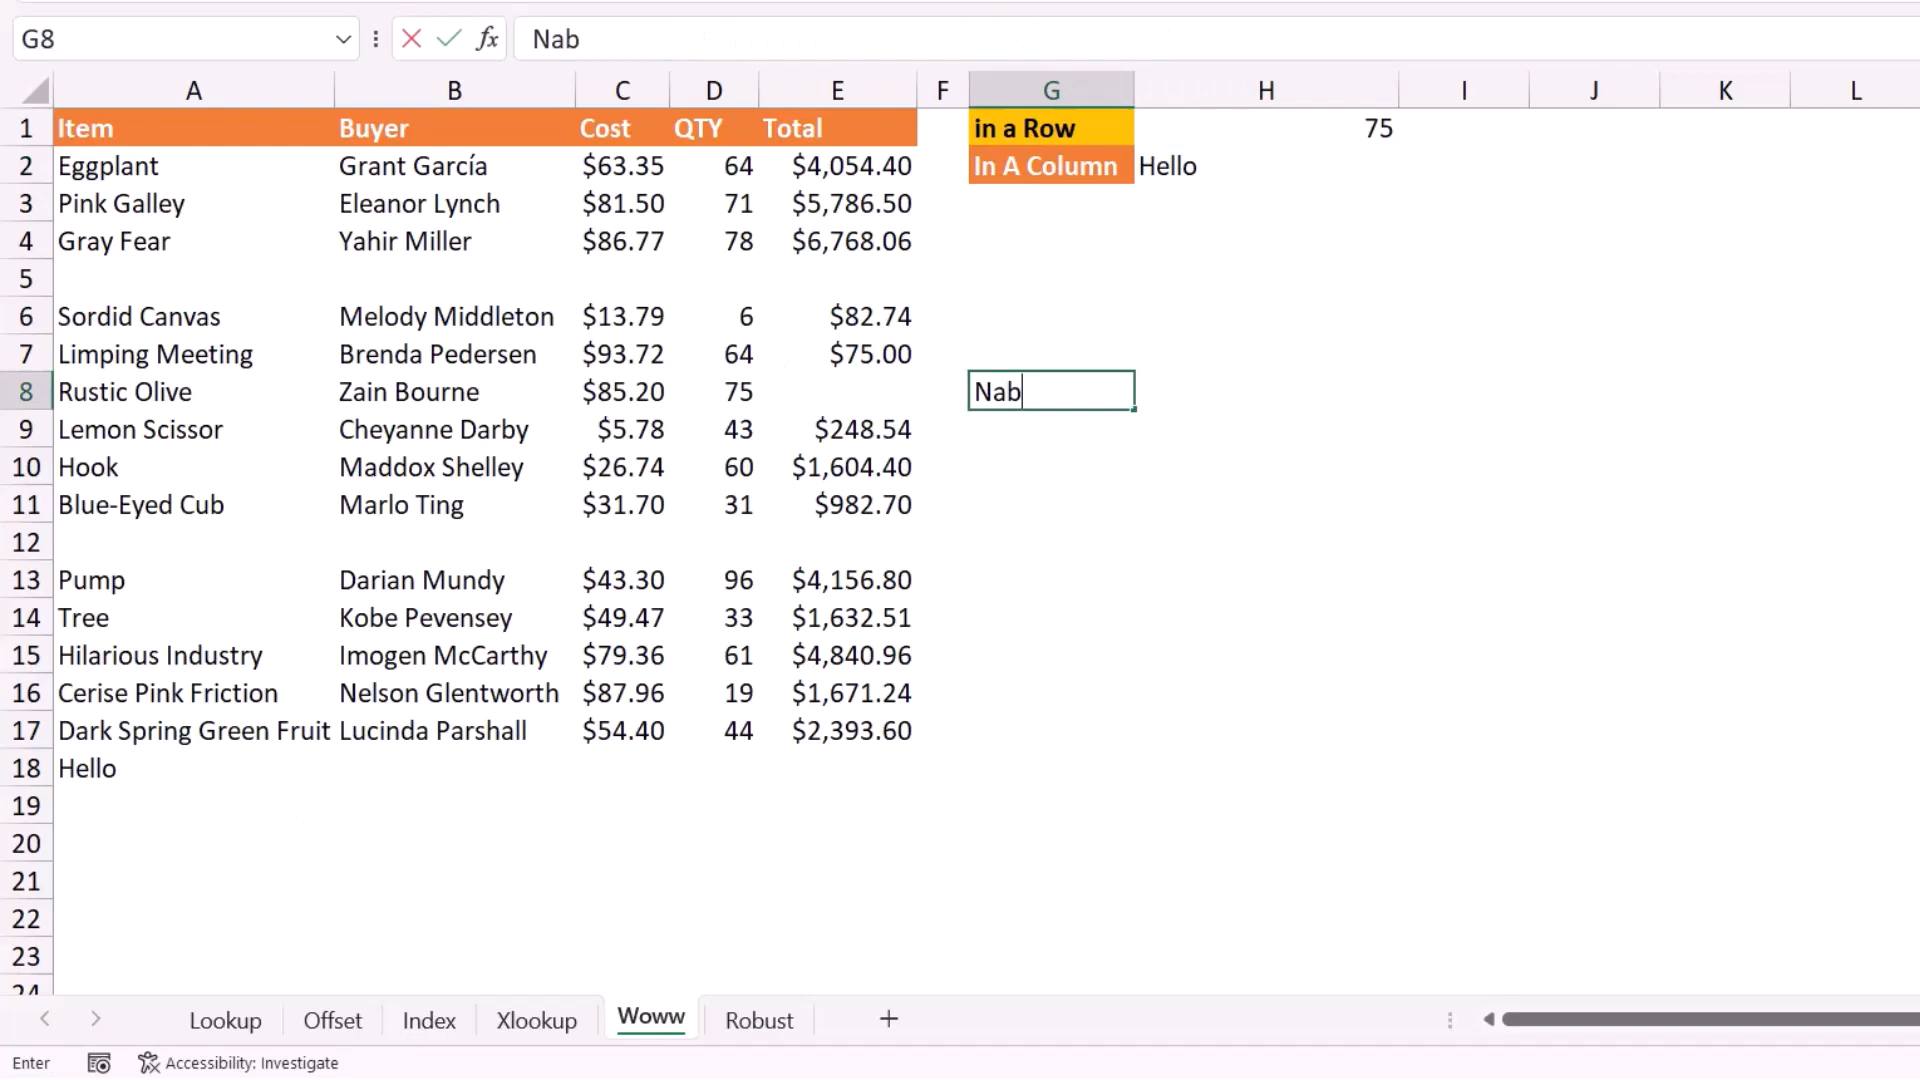 G8 fx Nab
A B C D E F G H I J K L
1 Item Buyer Cost QTY Total in a Row 75
2 Eggplant Grant García $63.35 64 $4,054.40 In A Column Hello
3 Pink Galley Eleanor Lynch $81.50 71 $5,786.50
4 Gray Fear Yahir Miller $86.77 78 $6,768.06
5
6 Sordid Canvas Melody Middleton $13.79 6 $82.74
7 Limping Meeting Brenda Pedersen $93.72 64 $75.00
8 Rustic Olive Zain Bourne $85.20 75 Nab
9 Lemon Scissor Cheyanne Darby $5.78 43 $248.54
10 Hook Maddox Shelley $26.74 60 $1,604.40
11 Blue-Eyed Cub Marlo Ting $31.70 31 $982.70
12
13 Pump Darian Mundy $43.30 96 $4,156.80
14 Tree Kobe Pevensey $49.47 33 $1,632.51
15 Hilarious Industry Imogen McCarthy $79.36 61 $4,840.96
16 Cerise Pink Friction Nelson Glentworth $87.96 19 $1,671.24
17 Dark Spring Green Fruit Lucinda Parshall $54.40 44 $2,393.60
18 Hello
19
20
21
22
23
24
Lookup Offset Index Xlookup Woww Robust
Enter Accessibility: Investigate